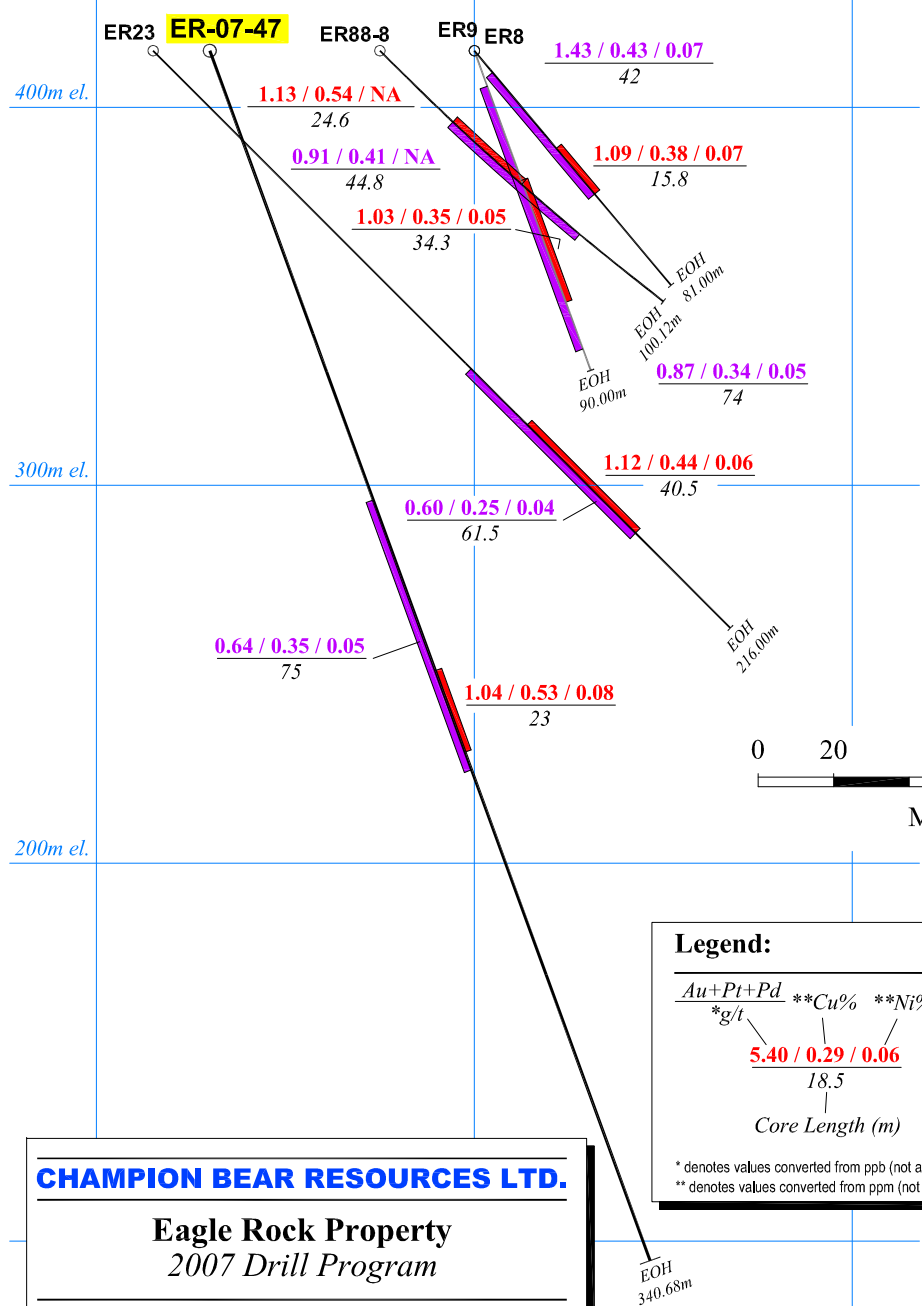 ER23 ER-07-47 ER88-8 ER9 ER8
1.43 / 0.43 / 0.07
42
400m el.
1.13 / 0.54 / NA
24.6
0.91 / 0.41 / NA
44.8
1.09 / 0.38 / 0.07
15.8
1.03 / 0.35 / 0.05
34.3
EOH
81.00m
EOH
100.12m
EOH
90.00m
0.87 / 0.34 / 0.05
74
300m el.
1.12 / 0.44 / 0.06
40.5
0.60 / 0.25 / 0.04
61.5
EOH
216.00m
0.64 / 0.35 / 0.05
75
1.04 / 0.53 / 0.08
23
0 20
M
200m el.
Legend:
Au+Pt+Pd **Cu% **Ni%
*g/t
5.40 / 0.29 / 0.06
18.5
Core Length (m)
* denotes values converted from ppb (not a
** denotes values converted from ppm (not
CHAMPION BEAR RESOURCES LTD.
Eagle Rock Property
2007 Drill Program
EOH
340.68m